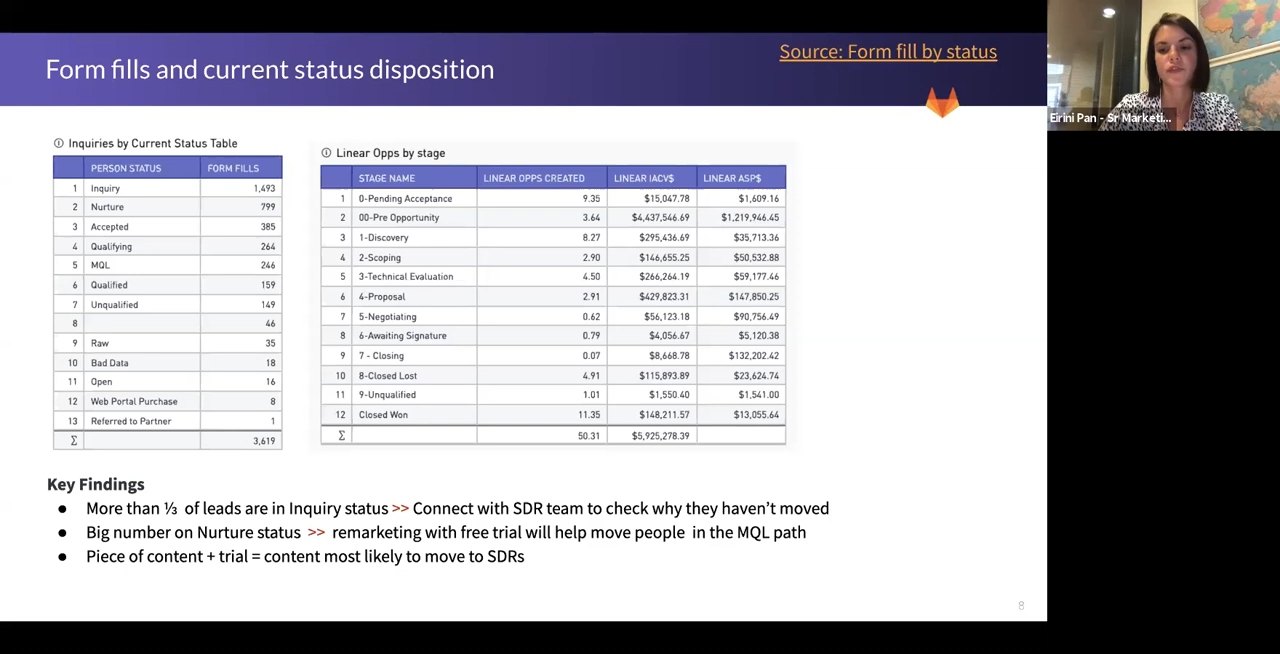 Form fills and current status disposition
Source: Form fill by status
Eirini Pan - Sr Marketi...
Inquiries by Current Status Table
PERSON STATUS FORM FILLS
1 Inquiry 1,493
2 Nurture 799
3 Accepted 385
4 Qualifying 264
5 MQL 246
6 Qualified 159
7 Unqualified 149
8 46
9 Raw 35
10 Bad Data 18
11 Open 16
12 Web Portal Purchase 8
13 Referred to Partner 1
Σ 3,619
Linear Opps by stage
STAGE NAME LINEAR OPPS CREATED LINEAR IACV$ LINEAR ASP$
1 0-Pending Acceptance 9.35 $15,047.78 $1,609.16
2 00-Pre Opportunity 3.64 $4,437,546.69 $1,219,946.45
3 1-Discovery 8.27 $295,436.69 $35,713.36
4 2-Scoping 2.90 $146,655.25 $50,532.88
5 3-Technical Evaluation 4.50 $266,264.19 $59,177.46
6 4-Proposal 2.91 $429,823.31 $147,850.25
7 5-Negotiating 0.62 $56,123.18 $90,756.49
8 6-Awaiting Signature 0.79 $4,056.67 $5,120.38
9 7 - Closing 0.07 $8,668.78 $132,202.42
10 8-Closed Lost 4.91 $115,893.89 $23,624.74
11 9-Unqualified 1.01 $1,550.40 $1,541.00
12 Closed Won 11.35 $148,211.57 $13,055.64
Σ 50.31 $5,925,278.39
Key Findings
● More than ⅓ of leads are in Inquiry status >> Connect with SDR team to check why they haven’t moved
● Big number on Nurture status >> remarketing with free trial will help move people in the MQL path
● Piece of content + trial = content most likely to move to SDRs
8